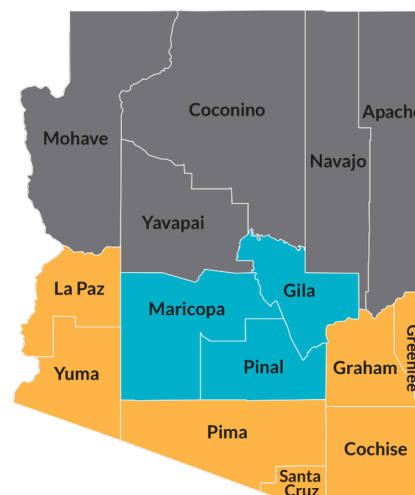 Coconino
Apache
Mohave
Navajo
Yavapai
La Paz
Gila
Maricopa
Greenlee
Pinal
Graham
Yuma
Pima
Cochise
Santa
Cruz